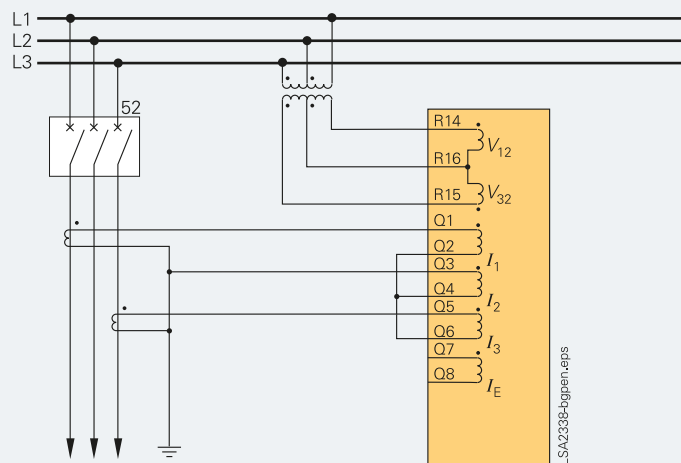 L1
L2
L3
52
R14
V12
R16
R15
V32
Q1
Q2
I1
Q3
Q4
I2
Q5
Q6
I3
Q7
Q8
IE
LSA2338-bgpen.eps